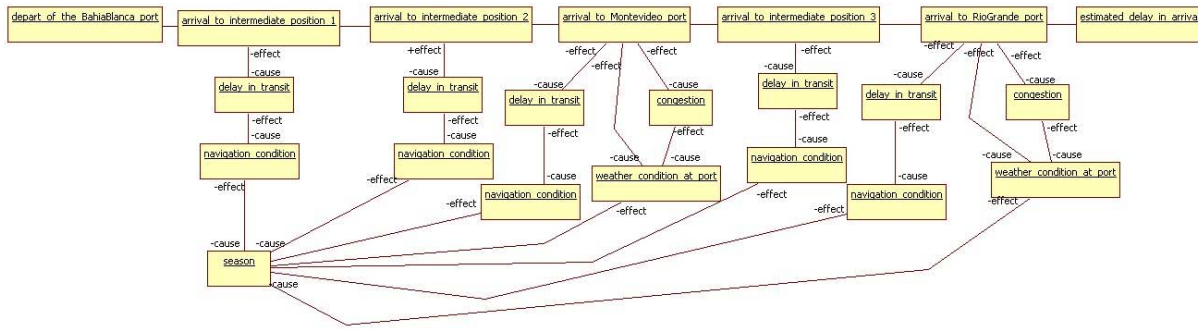 depart of the BahiaBlanca port
arrival to intermediate position 1
arrival to intermediate position 2
arrival to Montevideo port
arrival to intermediate position 3
arrival to RioGrande port
estimated delay in arrival
-effect
+effect
-effect
-effect
-effect
-effect
-effect
-effect
-effect
-cause
-cause
-cause
-cause
-cause
-cause
-cause
delay in transit
delay in transit
delay in transit
congestion
delay in transit
delay in transit
congestion
-effect
-effect
-effect
-effect
-effect
-effect
-effect
-cause
-cause
-cause
-cause
-cause
-cause
-cause
-cause
-cause
navigation condition
navigation condition
navigation condition
weather condition at port
navigation condition
navigation condition
weather condition at port
-effect
-effect
-effect
-effect
-effect
-effect
-effect
-cause
-cause
season
-cause